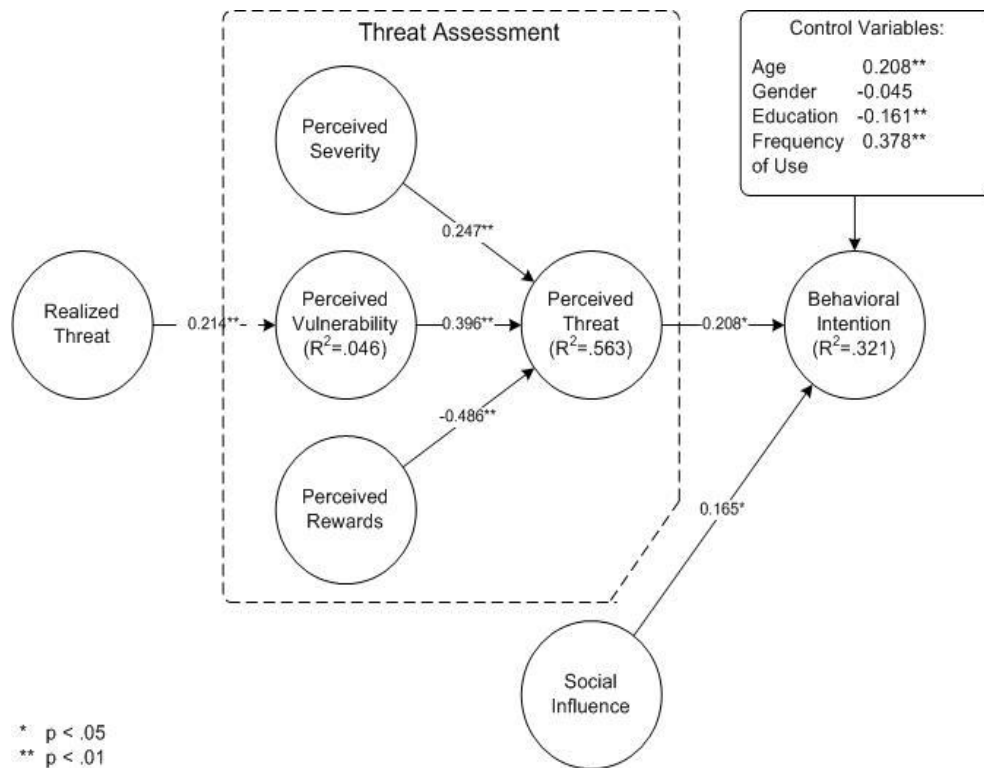 Threat Assessment
Control Variables:
Age 0.208**
Gender -0.045
Education -0.161**
Frequency 0.378**
of Use
Perceived
Severity
0.247**
Realized
Threat
0.214**
Perceived
Vulnerability
(R²=.046)
0.396**
Perceived
Threat
(R²=.563)
0.208*
Behavioral
Intention
(R²=.321)
-0.486**
Perceived
Rewards
0.165*
Social
Influence
* p < .05
** p < .01